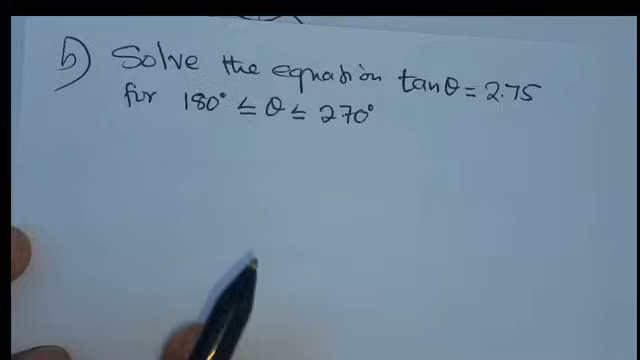 b) Solve the equation tanθ = 2.75
for 180° ≤ θ ≤ 270°